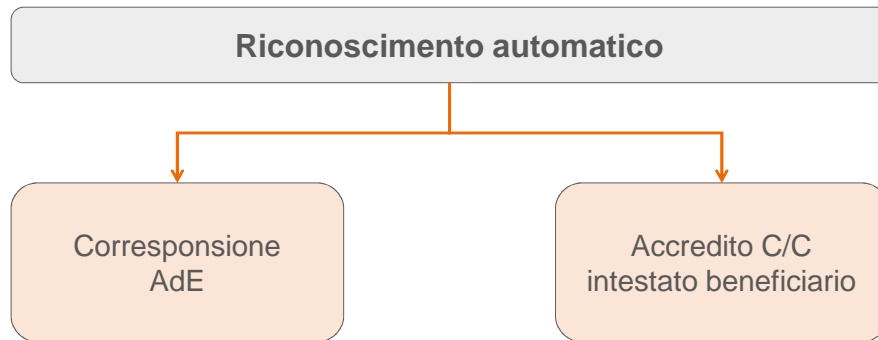 Riconoscimento automatico
Corresponsione
AdE
Accredito C/C
intestato beneficiario